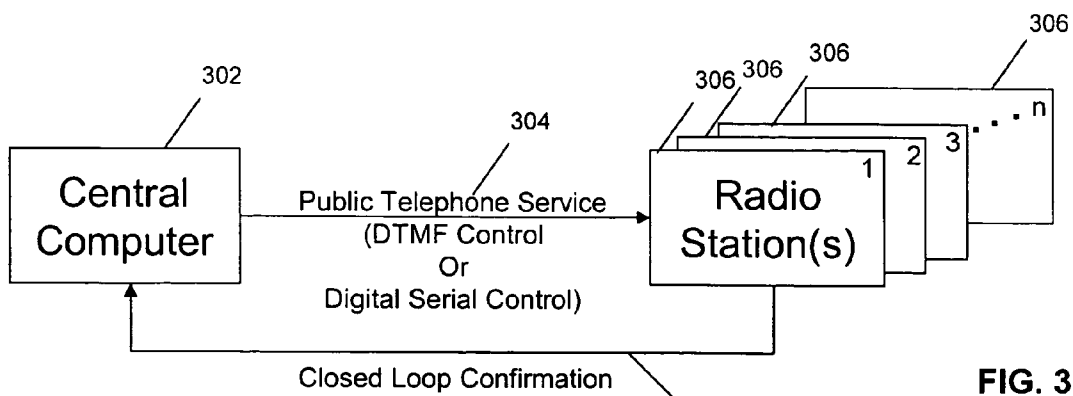 306
306
306
306
302
304
n
3
2
1
Central
Computer
Public Telephone Service
(DTMF Control
Or
Digital Serial Control)
Radio
Station(s)
Closed Loop Confirmation
FIG. 3